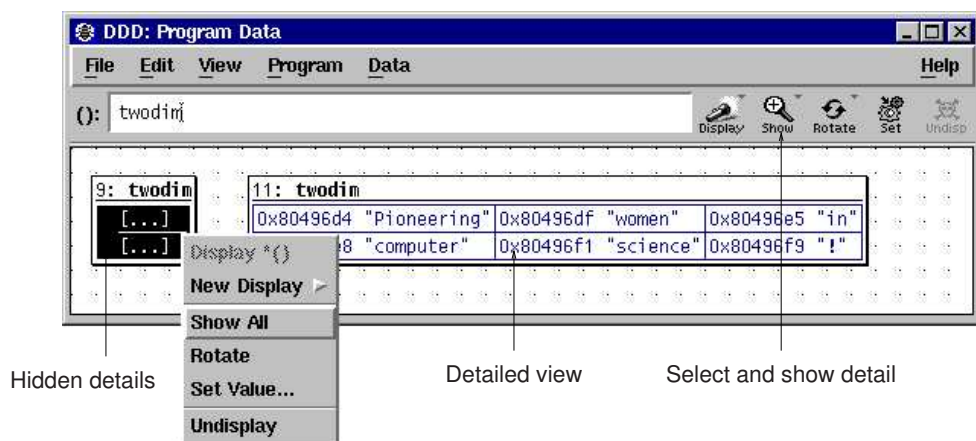 DDD: Program Data
File Edit View Program Data Help
(): twodim
Display Show Rotate Set Undisp
9: twodim
[...]
[...]
11: twodim
0x80496d4 "Pioneering" 0x80496df "women" 0x80496e5 "in"
e8 "computer" 0x80496f1 "science" 0x80496f9 "!"
Display *()
New Display
Show All
Rotate
Set Value...
Undisplay
Hidden details
Detailed view
Select and show detail